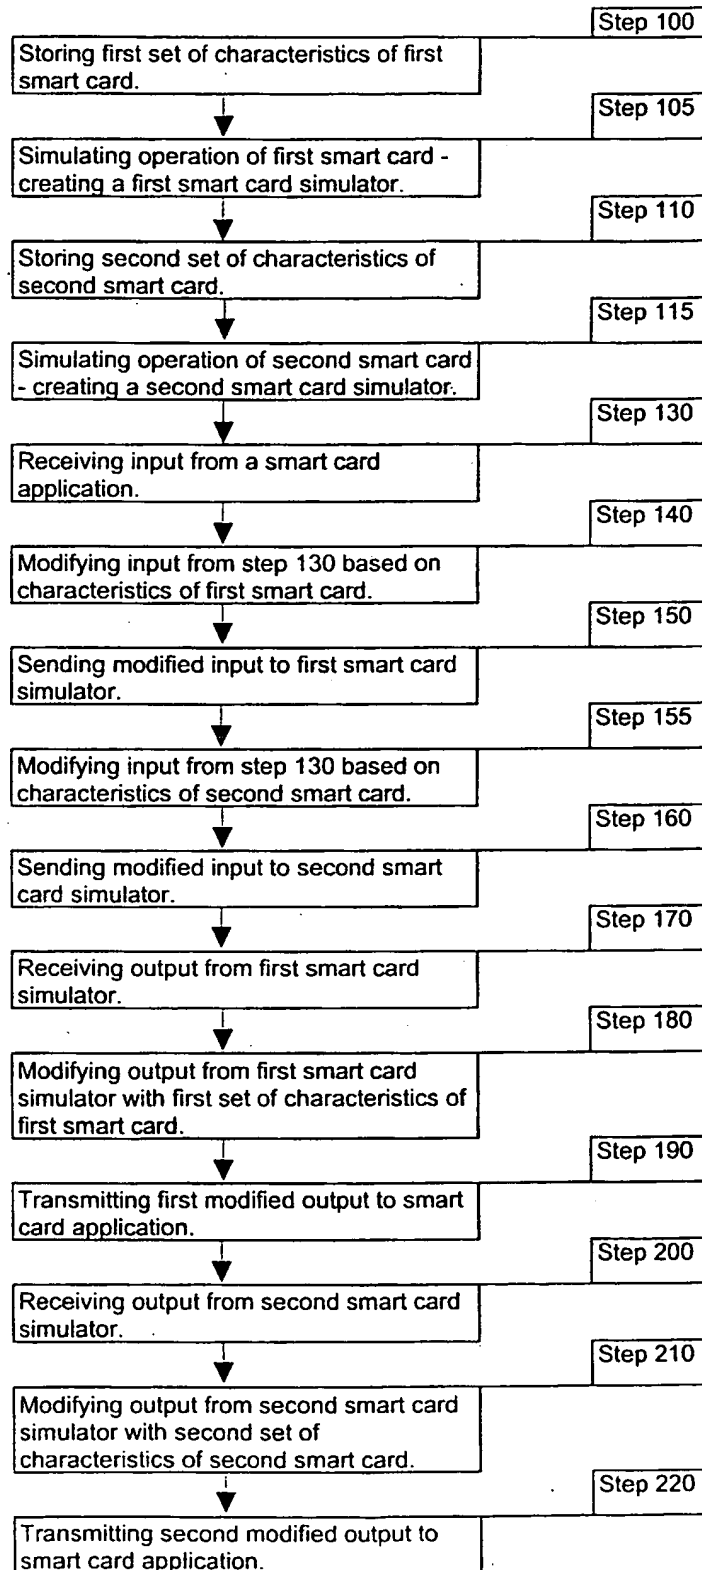 Step 100
Storing first set of characteristics of first
smart card.
Step 105
Simulating operation of first smart card -
creating a first smart card simulator.
Step 110
Storing second set of characteristics of
second smart card.
Step 115
Simulating operation of second smart card
- creating a second smart card simulator.
Step 130
Receiving input from a smart card
application.
Step 140
Modifying input from step 130 based on
characteristics of first smart card.
Step 150
Sending modified input to first smart card
simulator.
Step 155
Modifying input from step 130 based on
characteristics of second smart card.
Step 160
Sending modified input to second smart
card simulator.
Step 170
Receiving output from first smart card
simulator.
Step 180
Modifying output from first smart card
simulator with first set of characteristics of
first smart card.
Step 190
Transmitting first modified output to smart
card application.
Step 200
Receiving output from second smart card
simulator.
Step 210
Modifying output from second smart card
simulator with second set of
characteristics of second smart card.
Step 220
Transmitting second modified output to
smart card application.